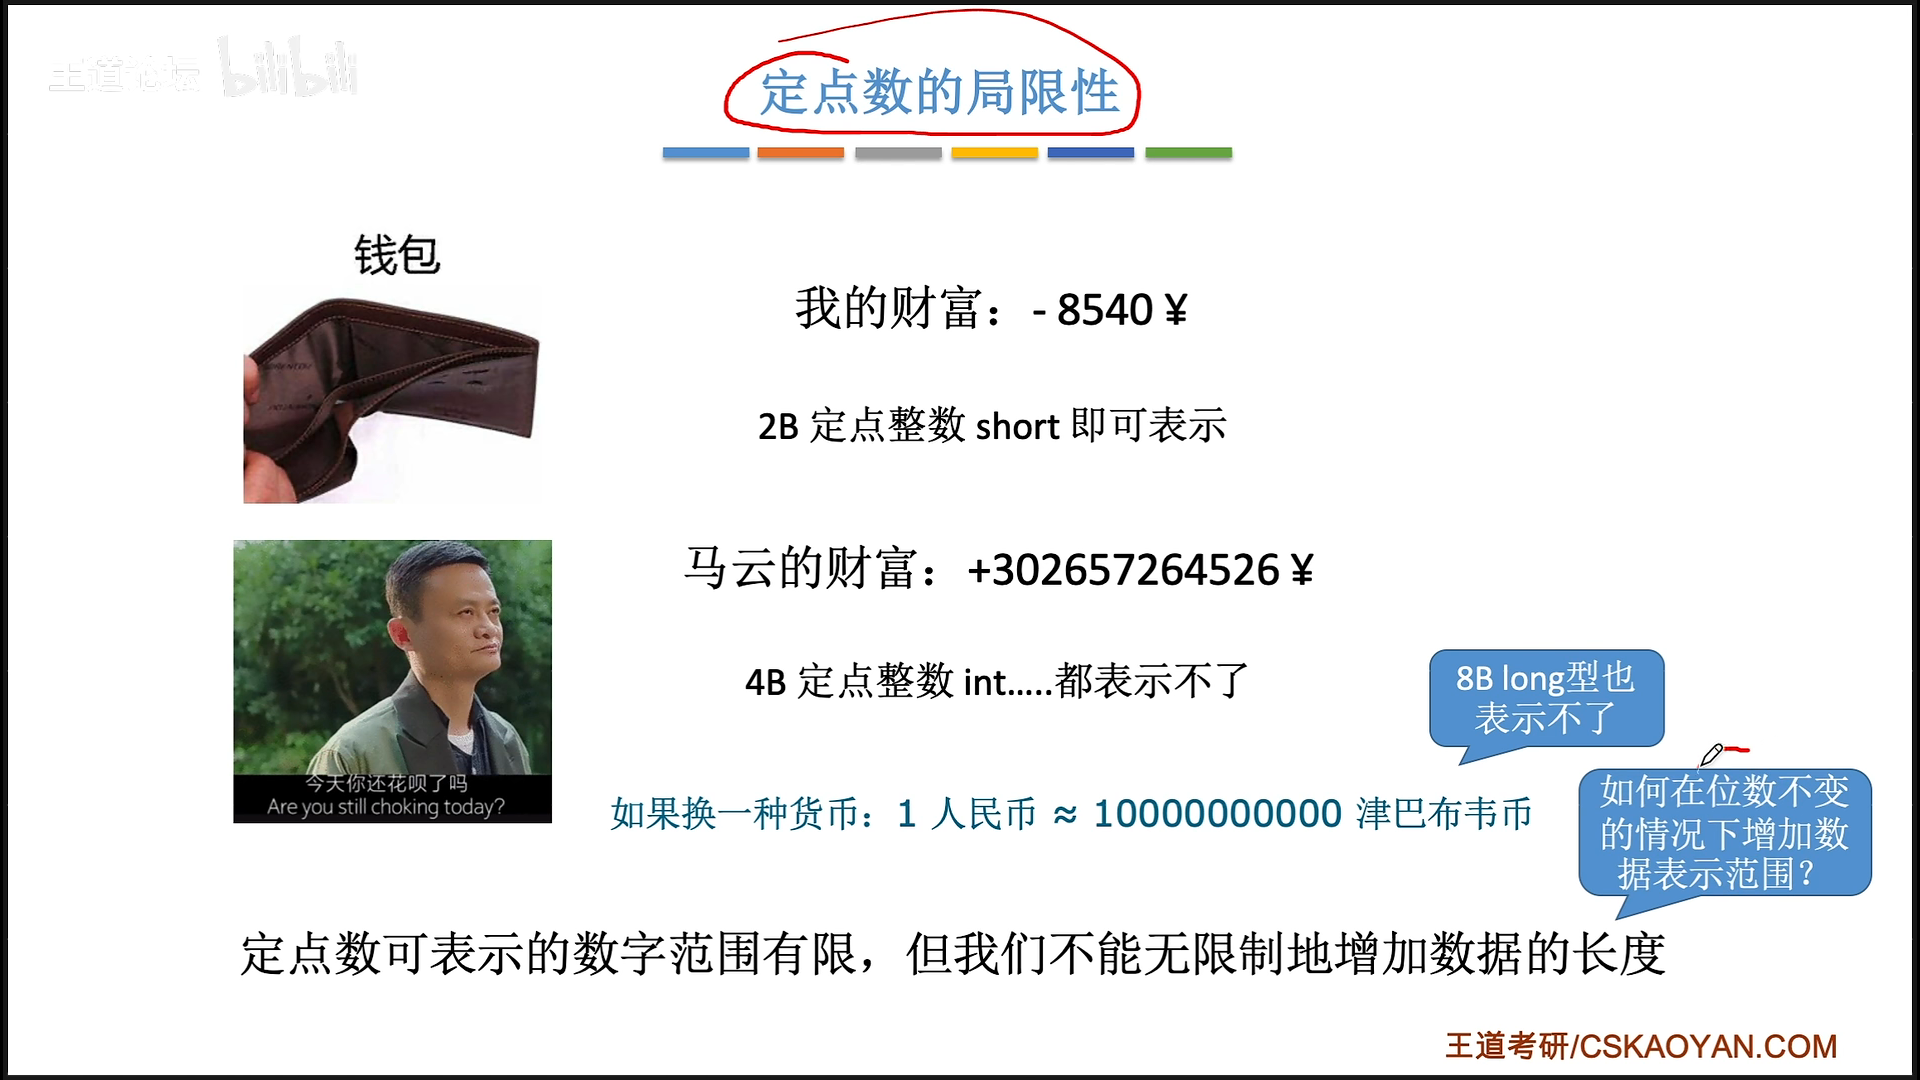 王道论坛 bilibili
定点数的局限性
钱包
我的财富：- 8540 ¥
2B 定点整数 short 即可表示
马云的财富：+302657264526 ¥
4B 定点整数 int.....都表示不了
8B long型也
表示不了
今天你还花呗了吗
Are you still choking today?
如果换一种货币：1 人民币 ≈ 10000000000 津巴布韦币
如何在位数不变
的情况下增加数
据表示范围？
定点数可表示的数字范围有限，但我们不能无限制地增加数据的长度
王道考研/CSKAOYAN.COM